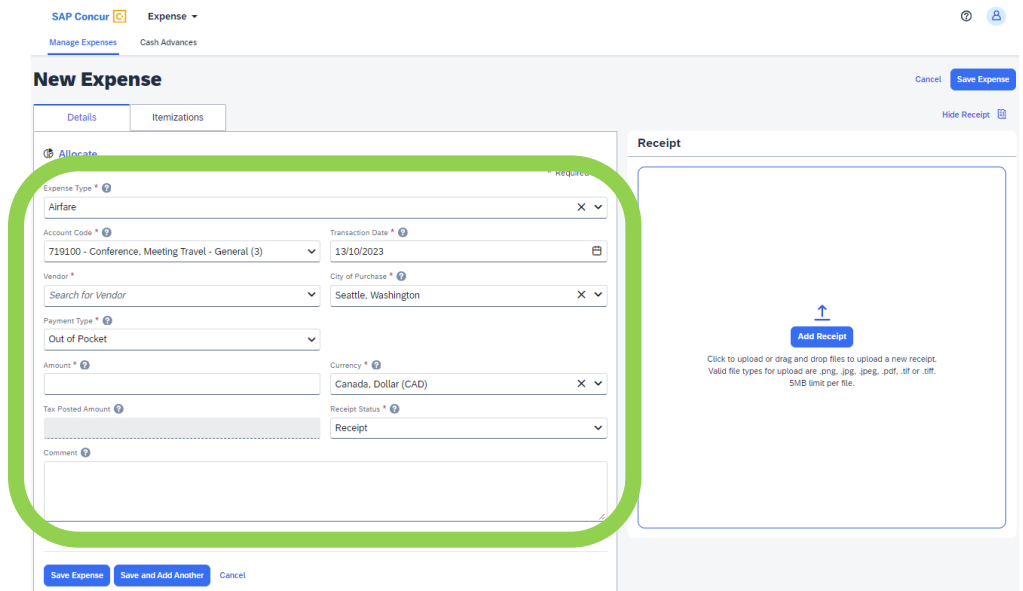 SAP Concur C Expense
Manage Expenses Cash Advances
New Expense
Cancel Save Expense
Details Itemizations
Hide Receipt
Allocate
* Required
Receipt
Expense Type * ?
Airfare
Account Code * ? Transaction Date * ?
719100 - Conference, Meeting Travel - General (3) 13/10/2023
Vendor * City of Purchase * ?
Search for Vendor Seattle, Washington
Payment Type * ?
Out of Pocket
Amount * ? Currency * ?
Canada, Dollar (CAD)
Tax Posted Amount ? Receipt Status * ?
Receipt
Comment ?
Add Receipt
Click to upload or drag and drop files to upload a new receipt.
Valid file types for upload are .png, .jpg, .jpeg, .pdf, .tif or .tiff.
5MB limit per file.
Save Expense Save and Add Another Cancel